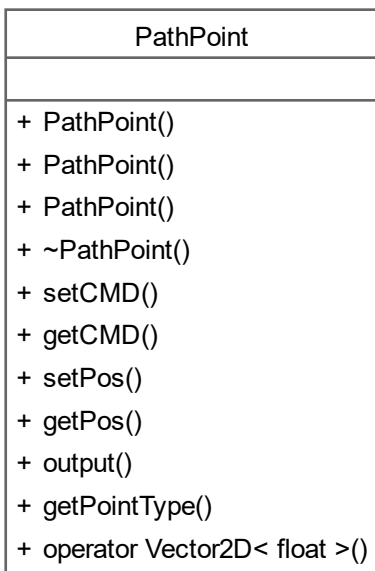 PathPoint
+ PathPoint()
+ PathPoint()
+ PathPoint()
+ ~PathPoint()
+ setCMD()
+ getCMD()
+ setPos()
+ getPos()
+ output()
+ getPointType()
+ operator Vector2D< float >()